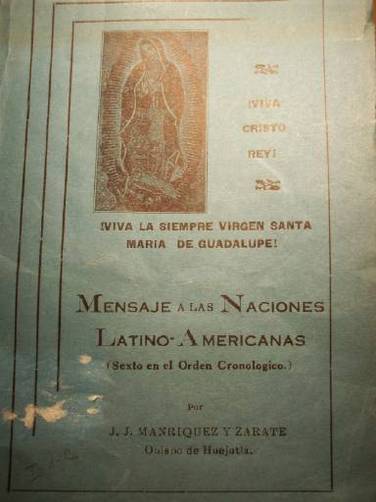 ¡VIVA
CRISTO
REY!
¡VIVA LA SIEMPRE VIRGEN SANTA
MARIA DE GUADALUPE!
MENSAJE A LAS NACIONES
LATINO-AMERICANAS
(Sexto en el Orden Cronologico.)
Por
J. J. MANRIQUEZ Y ZARATE
Obispo de Huejutla.